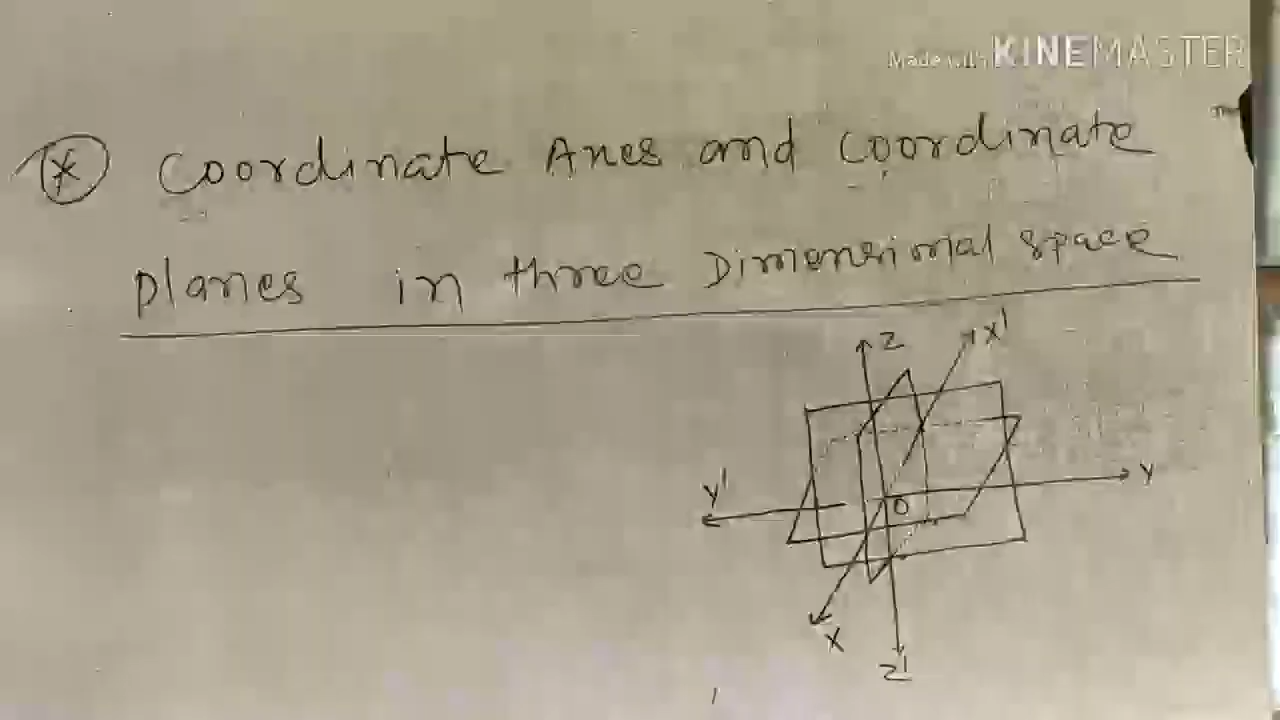 Made with KINEMASTER
* Coordinate Axes and Coordinate
planes in three Dimensional space
Z
X'
Y'
O
Y
X
Z'